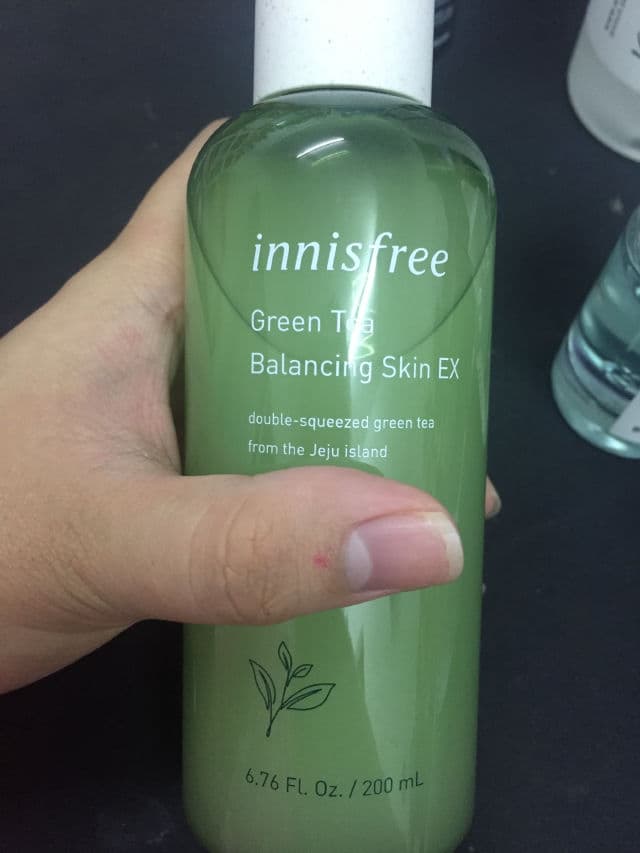 innisfree
Green Tea
Balancing Skin EX
double-squeezed green tea
from the Jeju island
6.76 Fl. Oz. / 200 mL